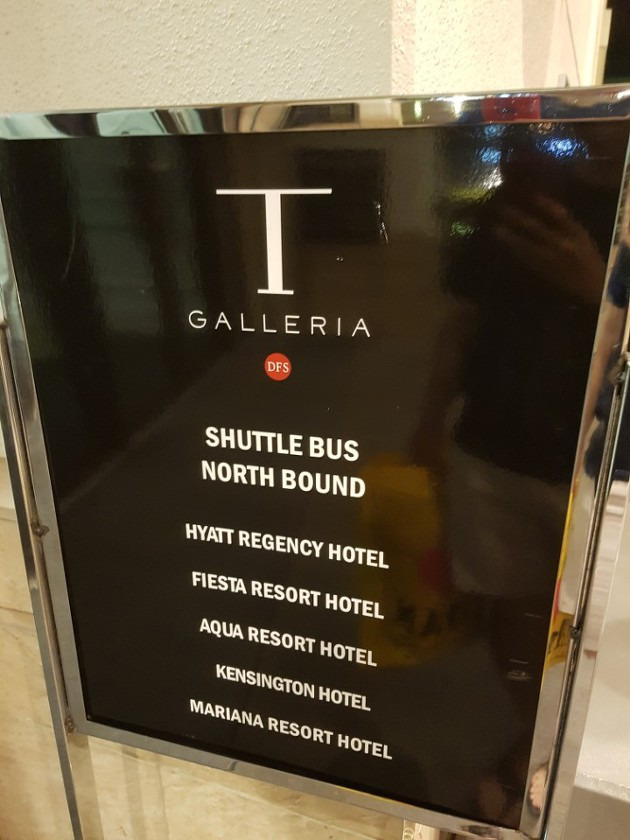 T
GALLERIA
DFS
SHUTTLE BUS
NORTH BOUND
HYATT REGENCY HOTEL
FIESTA RESORT HOTEL
AQUA RESORT HOTEL
KENSINGTON HOTEL
MARIANA RESORT HOTEL